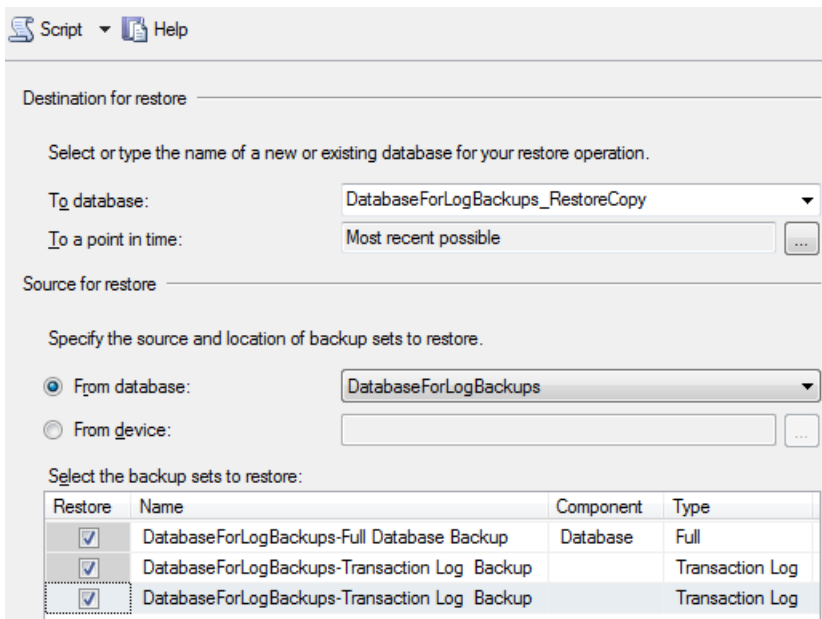 Script Help
Destination for restore
Select or type the name of a new or existing database for your restore operation.
To database: DatabaseForLogBackups_RestoreCopy
To a point in time: Most recent possible ...
Source for restore
Specify the source and location of backup sets to restore.
From database: DatabaseForLogBackups
From device: ...
Select the backup sets to restore:
Restore Name Component Type
DatabaseForLogBackups-Full Database Backup Database Full
DatabaseForLogBackups-Transaction Log Backup Transaction Log
DatabaseForLogBackups-Transaction Log Backup Transaction Log